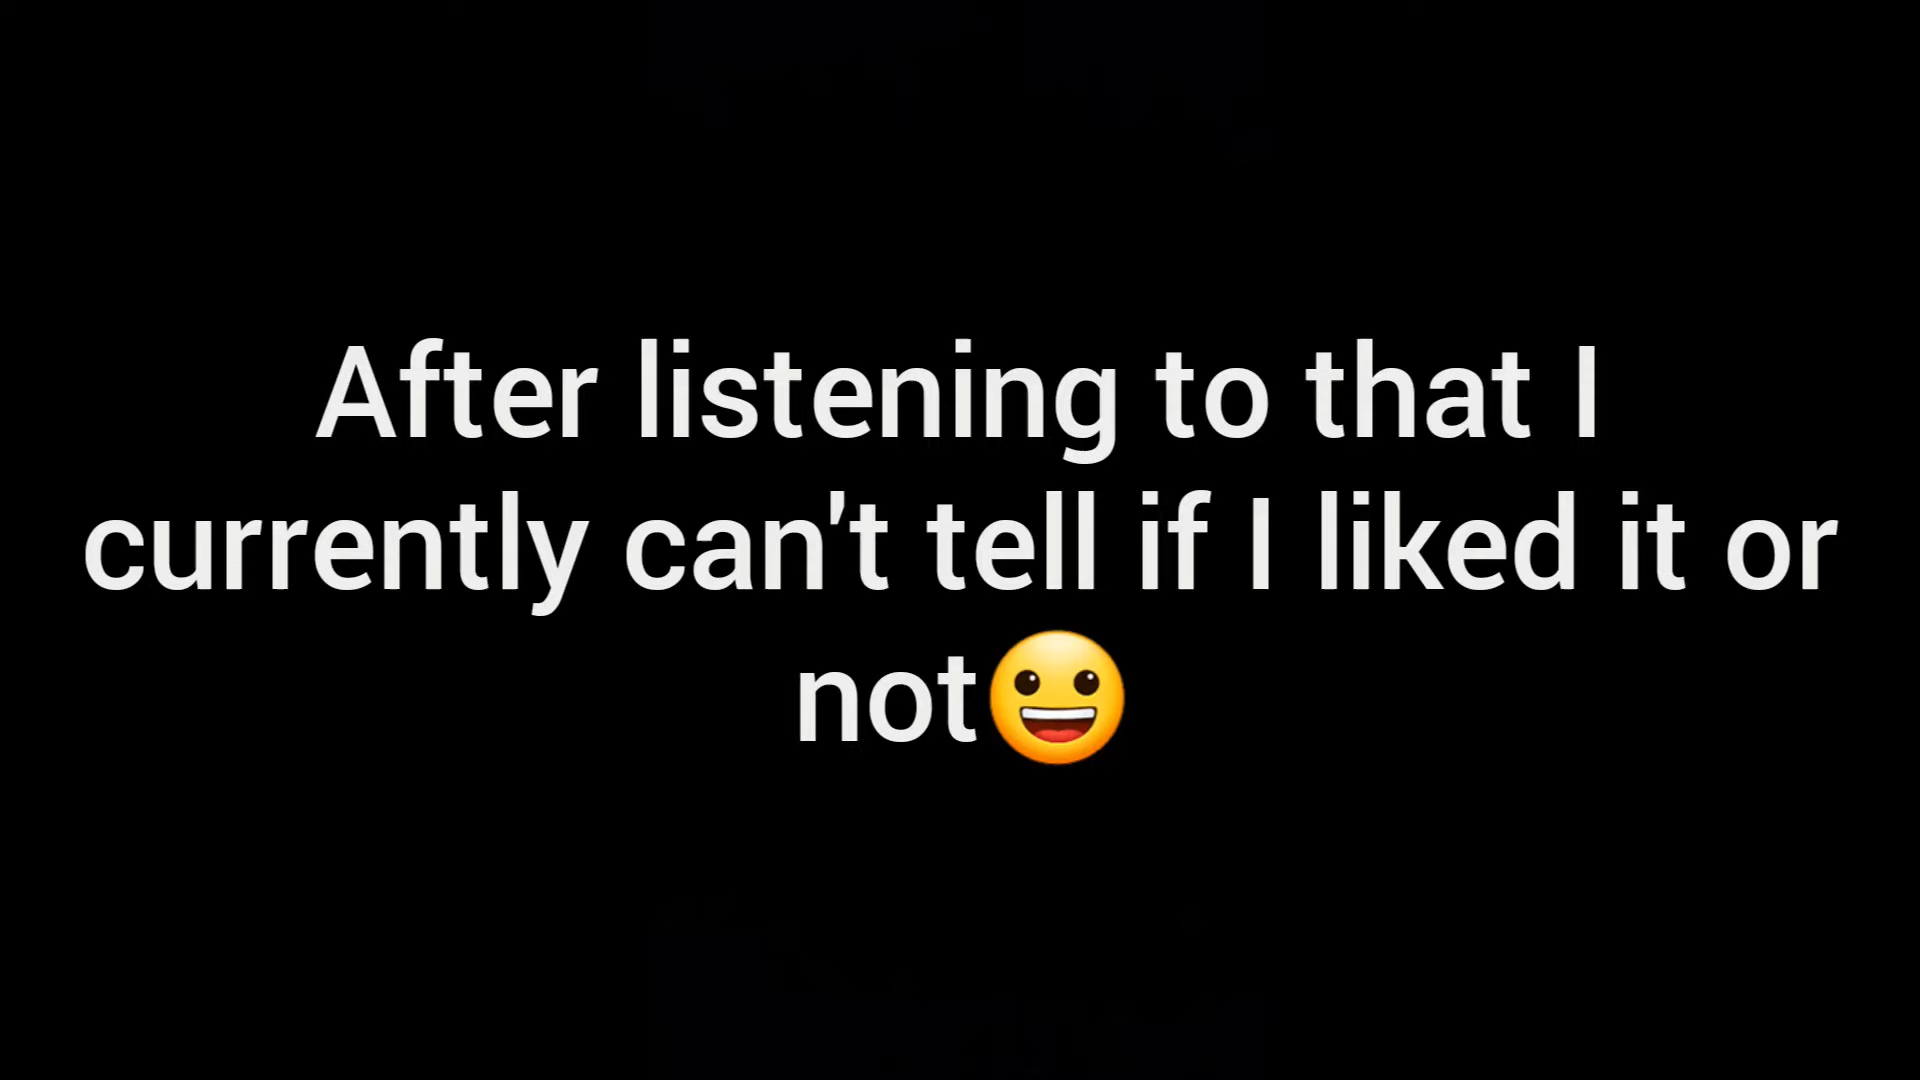 After listening to that I
currently can't tell if I liked it or
not😀